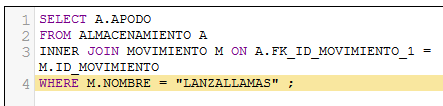 1 SELECT A.APODO
2 FROM ALMACENAMIENTO A
3 INNER JOIN MOVIMIENTO M ON A.FK_ID_MOVIMIENTO_1 =
M.ID_MOVIMIENTO
4 WHERE M.NOMBRE = "LANZALLAMAS" ;